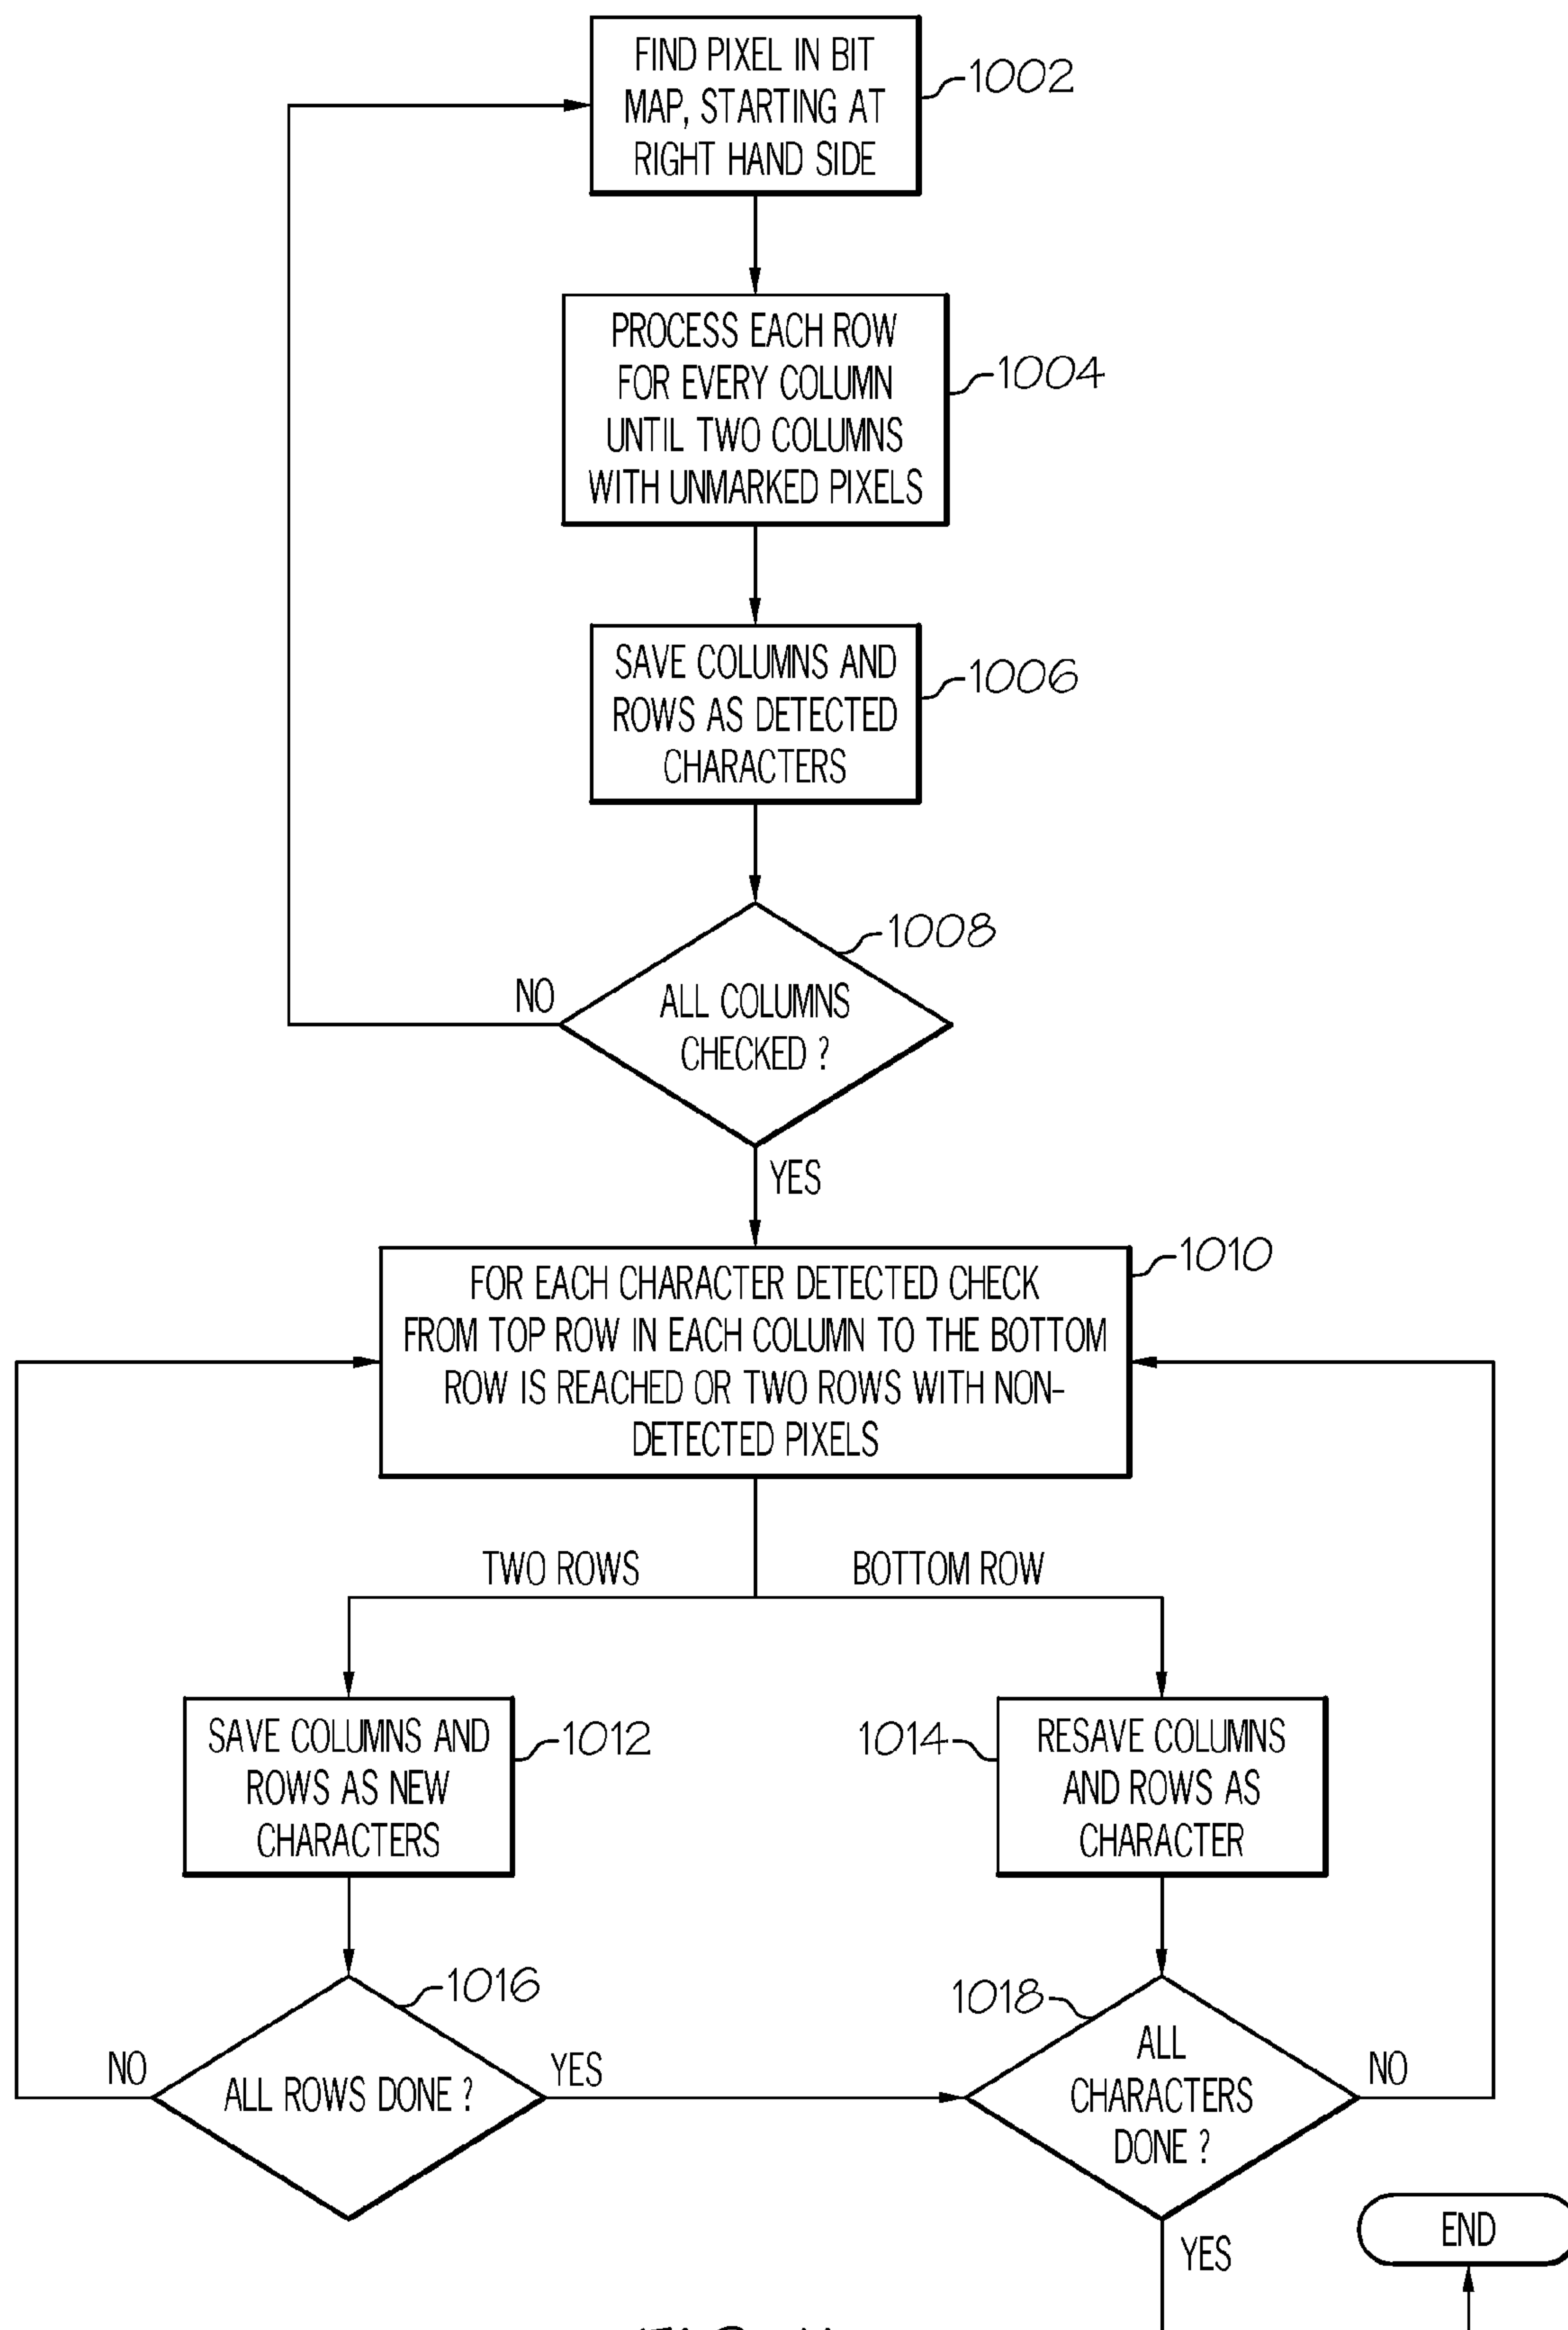 FIND PIXEL IN BIT
MAP, STARTING AT
RIGHT HAND SIDE
1002
PROCESS EACH ROW
FOR EVERY COLUMN
UNTIL TWO COLUMNS
WITH UNMARKED PIXELS
1004
SAVE COLUMNS AND
ROWS AS DETECTED
CHARACTERS
1006
1008
ALL COLUMNS
CHECKED ?
NO
YES
1010
FOR EACH CHARACTER DETECTED CHECK
FROM TOP ROW IN EACH COLUMN TO THE BOTTOM
ROW IS REACHED OR TWO ROWS WITH NON-
DETECTED PIXELS
TWO ROWS
BOTTOM ROW
SAVE COLUMNS AND
ROWS AS NEW
CHARACTERS
1012
1014
RESAVE COLUMNS
AND ROWS AS
CHARACTER
1016
NO
ALL ROWS DONE ?
YES
1018
ALL
CHARACTERS
DONE ?
NO
YES
END